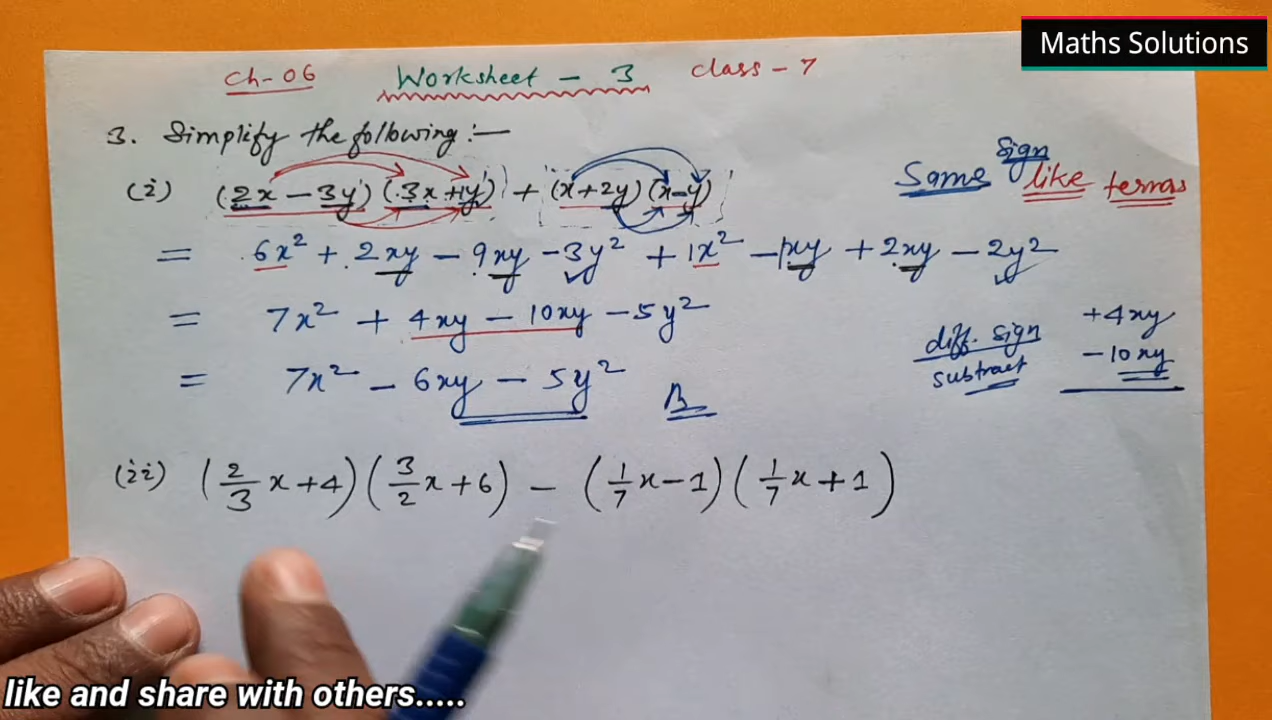 Maths Solutions
Ch-06 Worksheet - 3 Class-7
3. Simplify the following :—
(i) (2x - 3y) (3x + 1y) + (x + 2y) (x - y)
Same sign like terms
= 6x² + 2xy - 9xy - 3y² + 1x² - 1xy + 2xy - 2y²
= 7x² + 4xy - 10xy - 5y²
diff. sign subtract
+4xy
-10xy
= 7x² - 6xy - 5y²
(ii) (2/3 x + 4) (3/2 x + 6) - (1/7 x - 1) (1/7 x + 1)
like and share with others.....